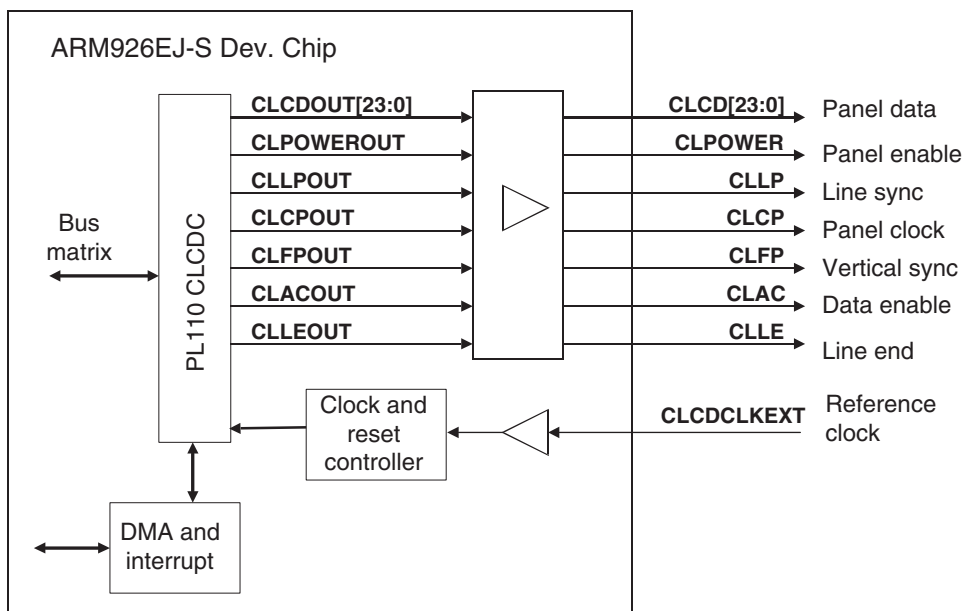 ARM926EJ-S Dev. Chip
CLCDOUT[23:0]
CLCD[23:0]
Panel data
CLPOWEROUT
CLPOWER
Panel enable
CLLPOUT
CLLP
Line sync
Bus
matrix
CLCPOUT
CLCP
Panel clock
PL110 CLCDC
CLFPOUT
CLFP
Vertical sync
CLACOUT
CLAC
Data enable
CLLEOUT
CLLE
Line end
Clock and
reset
controller
CLCDCLKEXT
Reference
clock
DMA and
interrupt